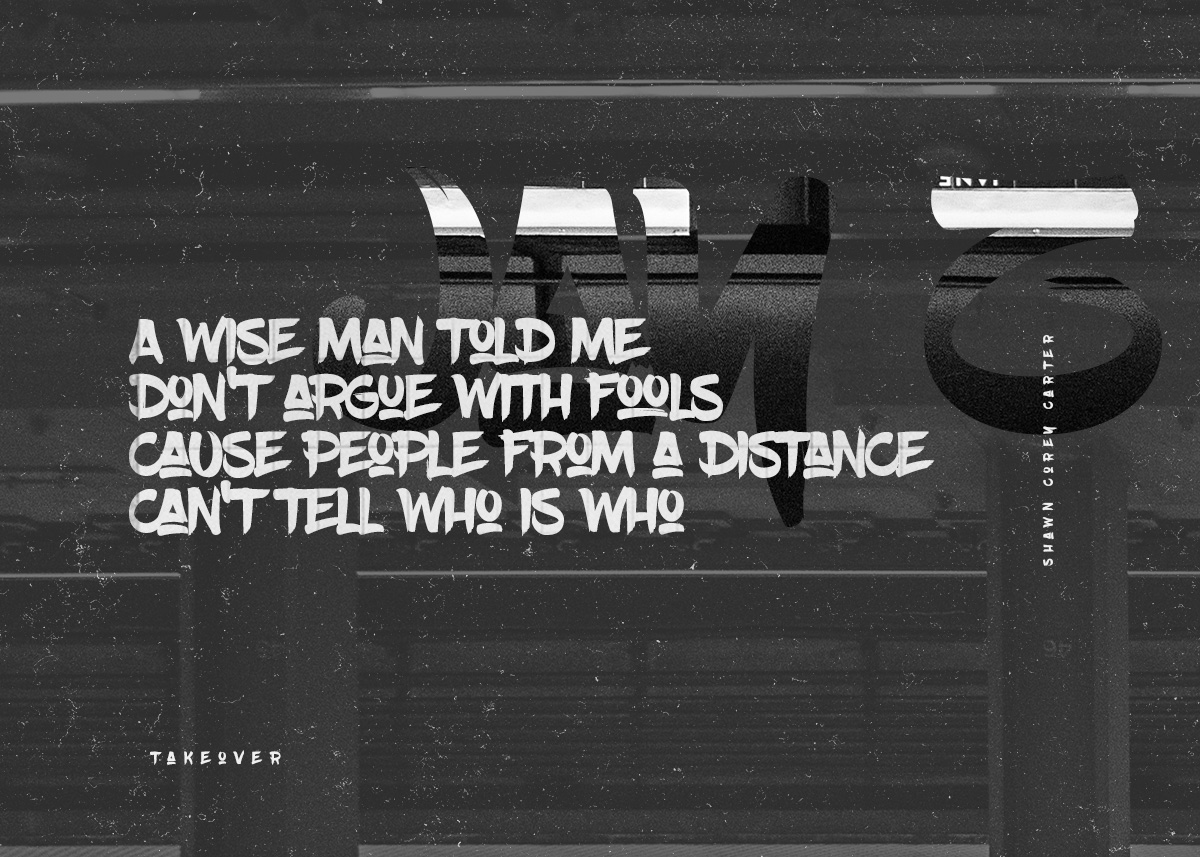 A WISE MAN TOLD ME
DON'T ARGUE WITH FOOLS
CAUSE PEOPLE FROM A DISTANCE
CAN'T TELL WHO IS WHO
SHAWN COREY CARTER
TAKEOVER